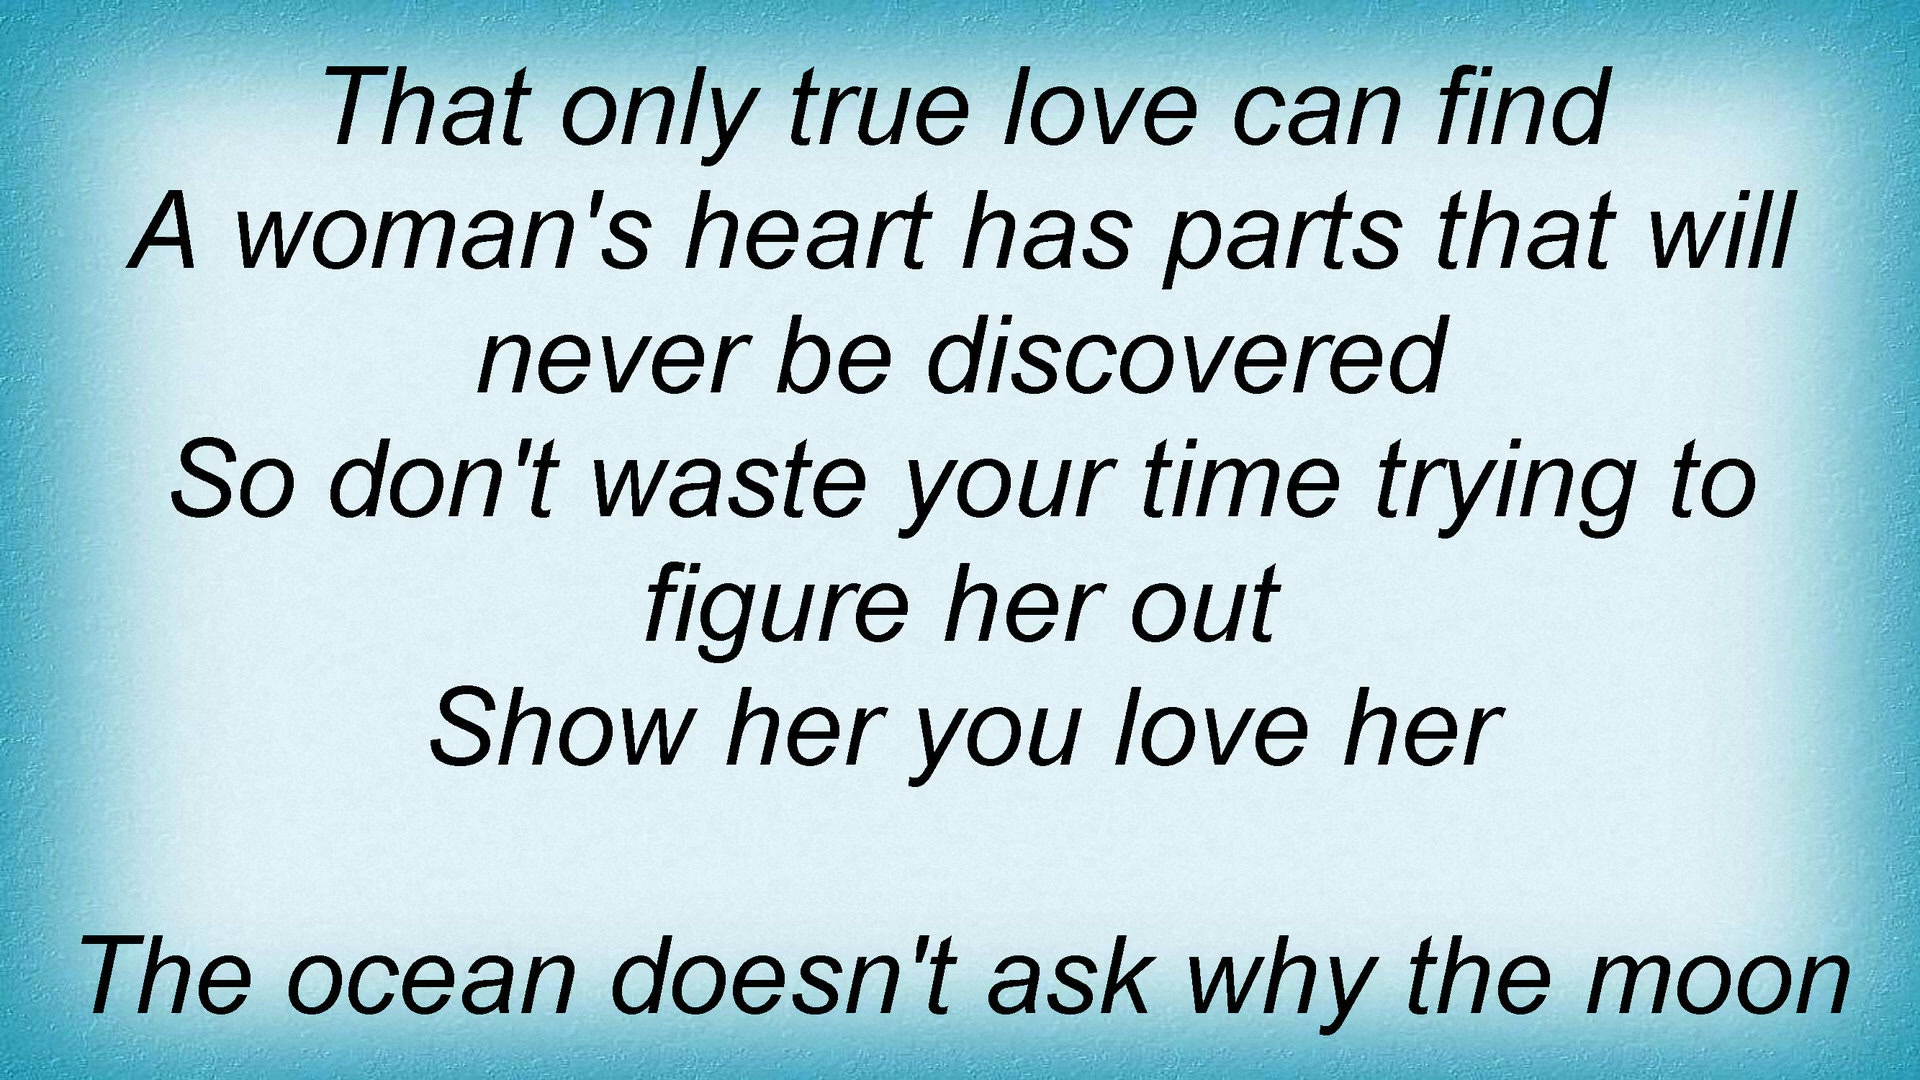 That only true love can find
A woman's heart has parts that will
never be discovered
So don't waste your time trying to
figure her out
Show her you love her
The ocean doesn't ask why the moon